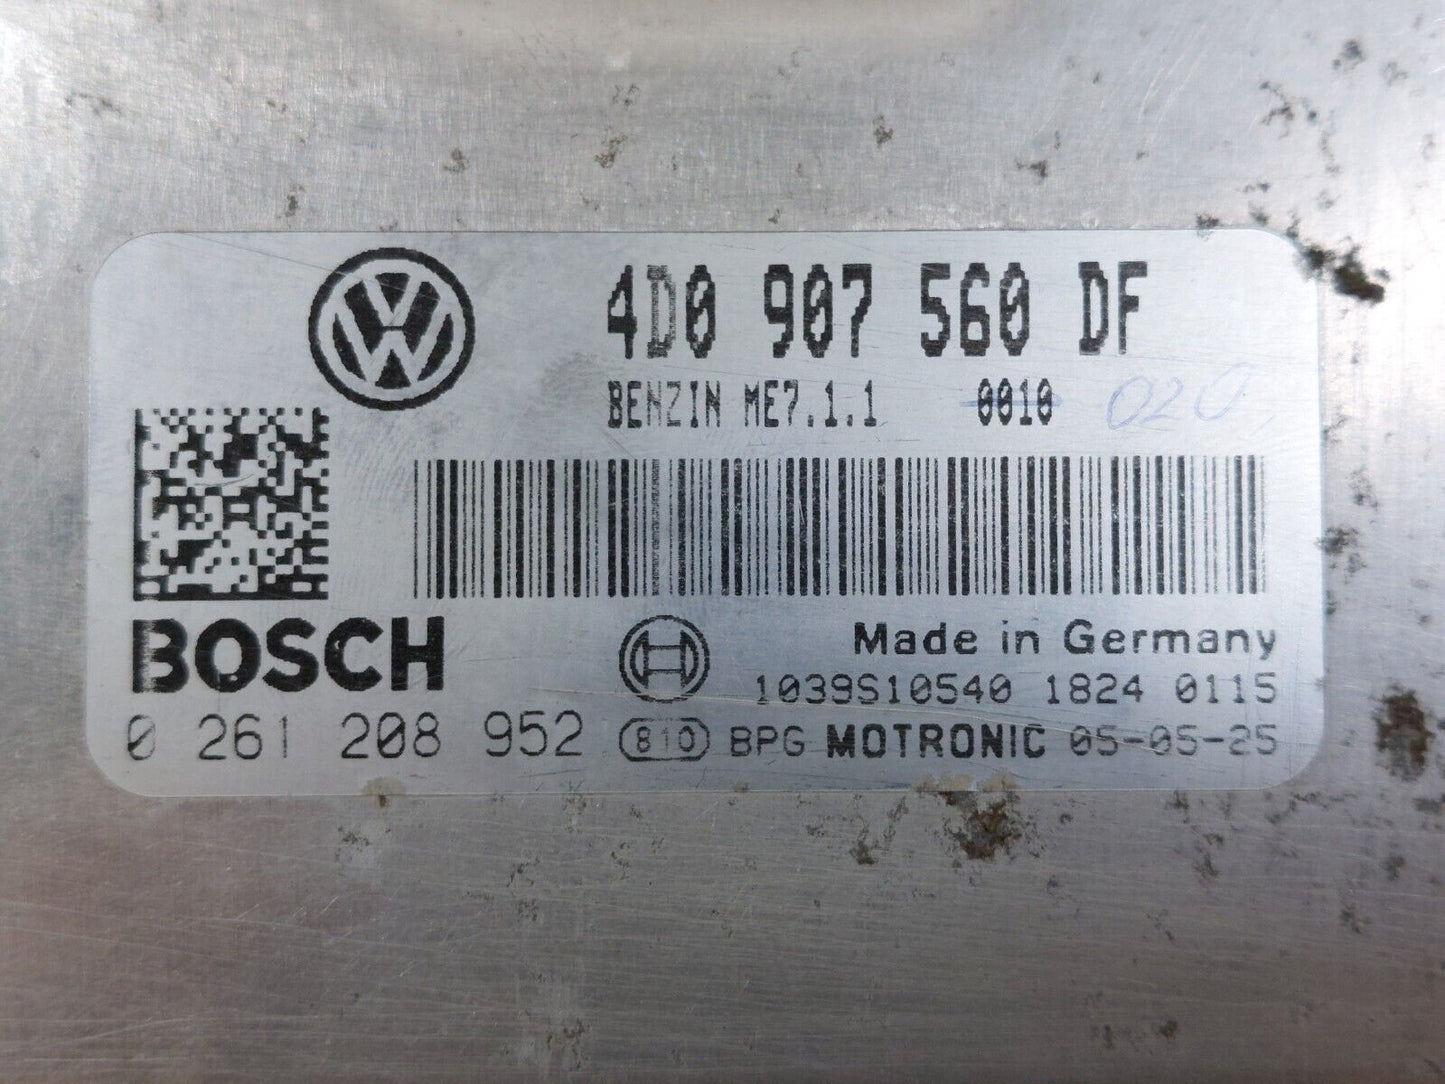 4D0 907 560 DF
BENZIN ME7.1.1 0010 020
BOSCH
Made in Germany
1039S10540 1824 0115
0 261 208 952 810 BPG MOTRONIC 05-05-25